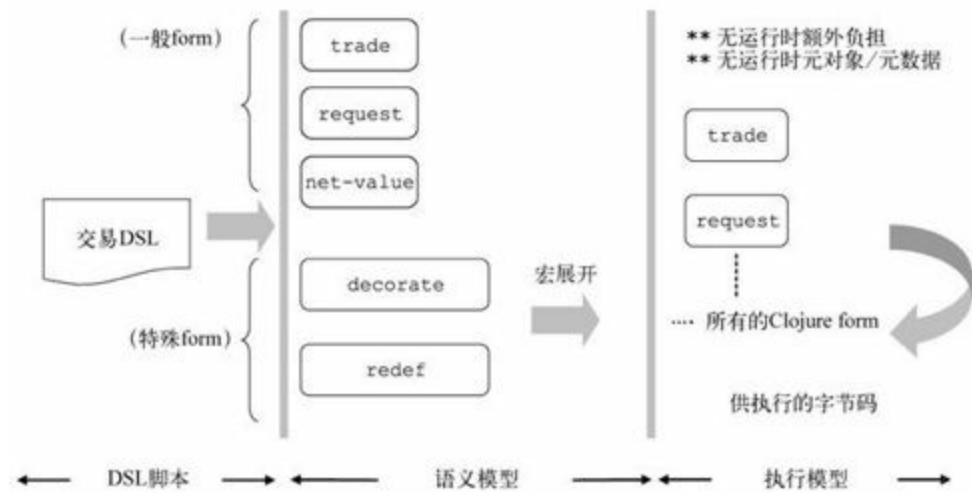 (一般form)
trade
request
net-value
交易DSL
decorate
(特殊form)
redef
宏展开
** 无运行时额外负担
** 无运行时元对象/元数据
trade
request
···· 所有的Clojure form
供执行的字节码
DSL脚本
语义模型
执行模型